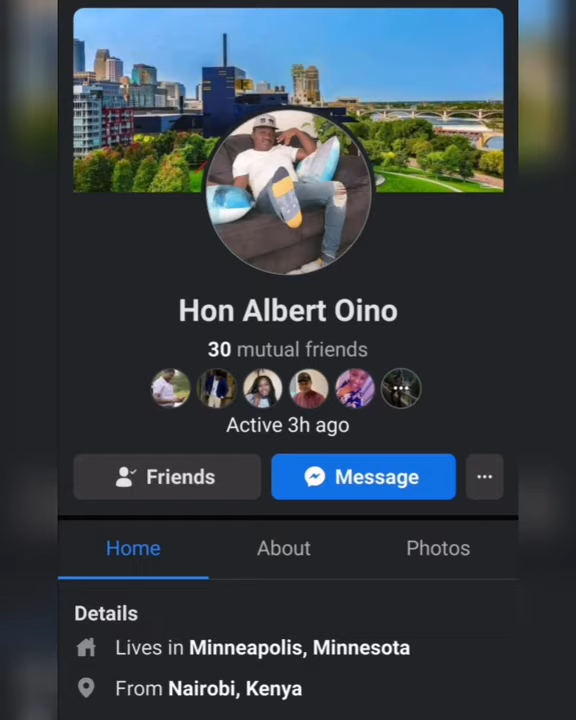 Hon Albert Oino
30 mutual friends
Active 3h ago
Friends
Message
Home About Photos
Details
Lives in Minneapolis, Minnesota
From Nairobi, Kenya